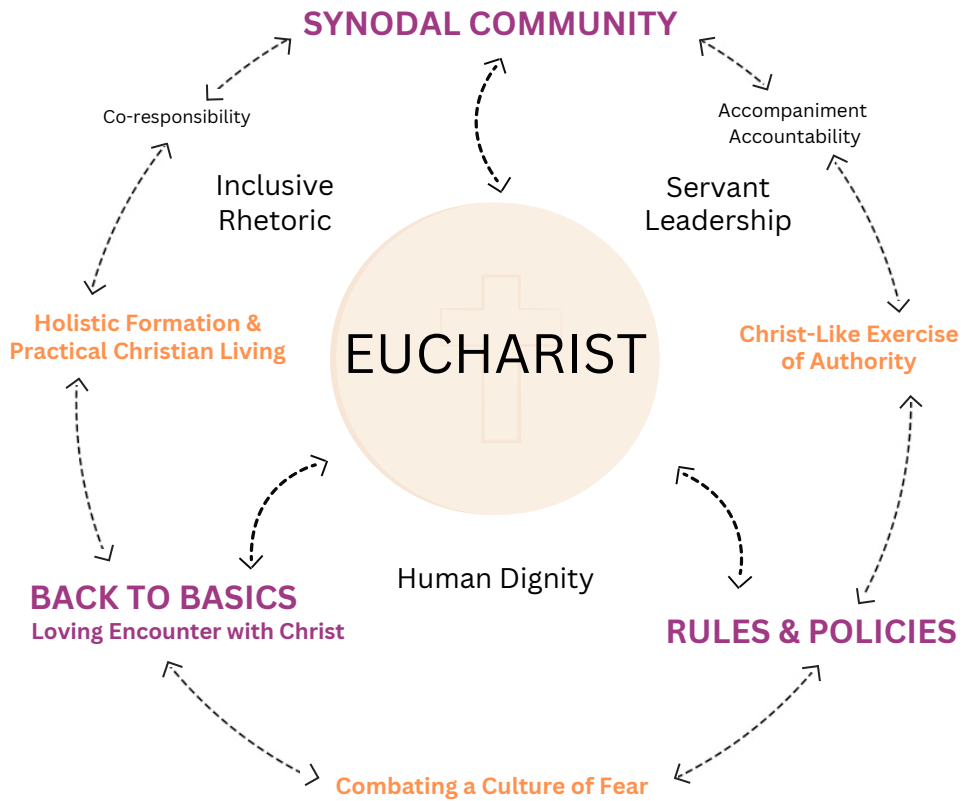 SYNODAL COMMUNITY
Co-responsibility
Accompaniment
Accountability
Inclusive
Rhetoric
Servant
Leadership
Holistic Formation &
Practical Christian Living
EUCHARIST
Christ-Like Exercise
of Authority
Human Dignity
BACK TO BASICS
Loving Encounter with Christ
RULES & POLICIES
Combating a Culture of Fear